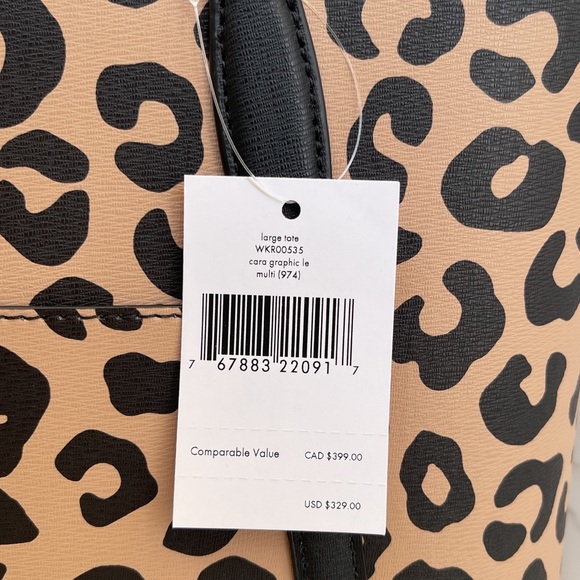 large tote
WKR00535
cara graphic le
multi (974)
7 67883 22091 7
Comparable Value CAD $399.00
USD $329.00